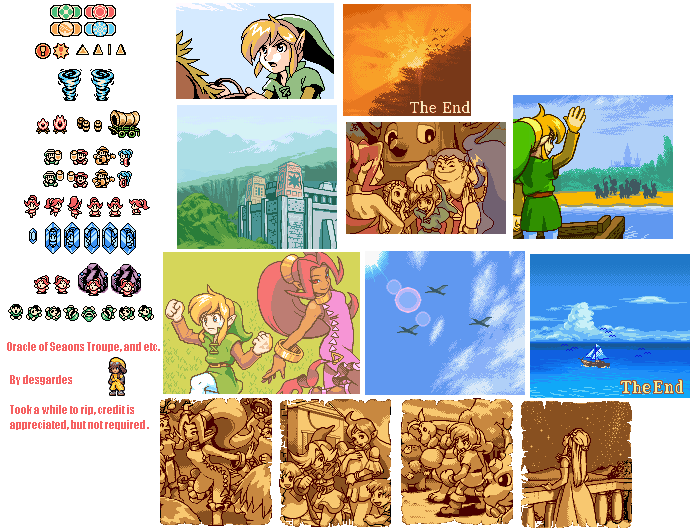 The End
Oracle of Seaons Troupe, and etc.
By desgardes
The End
Took a while to rip, credit is
appreciated, but not required.